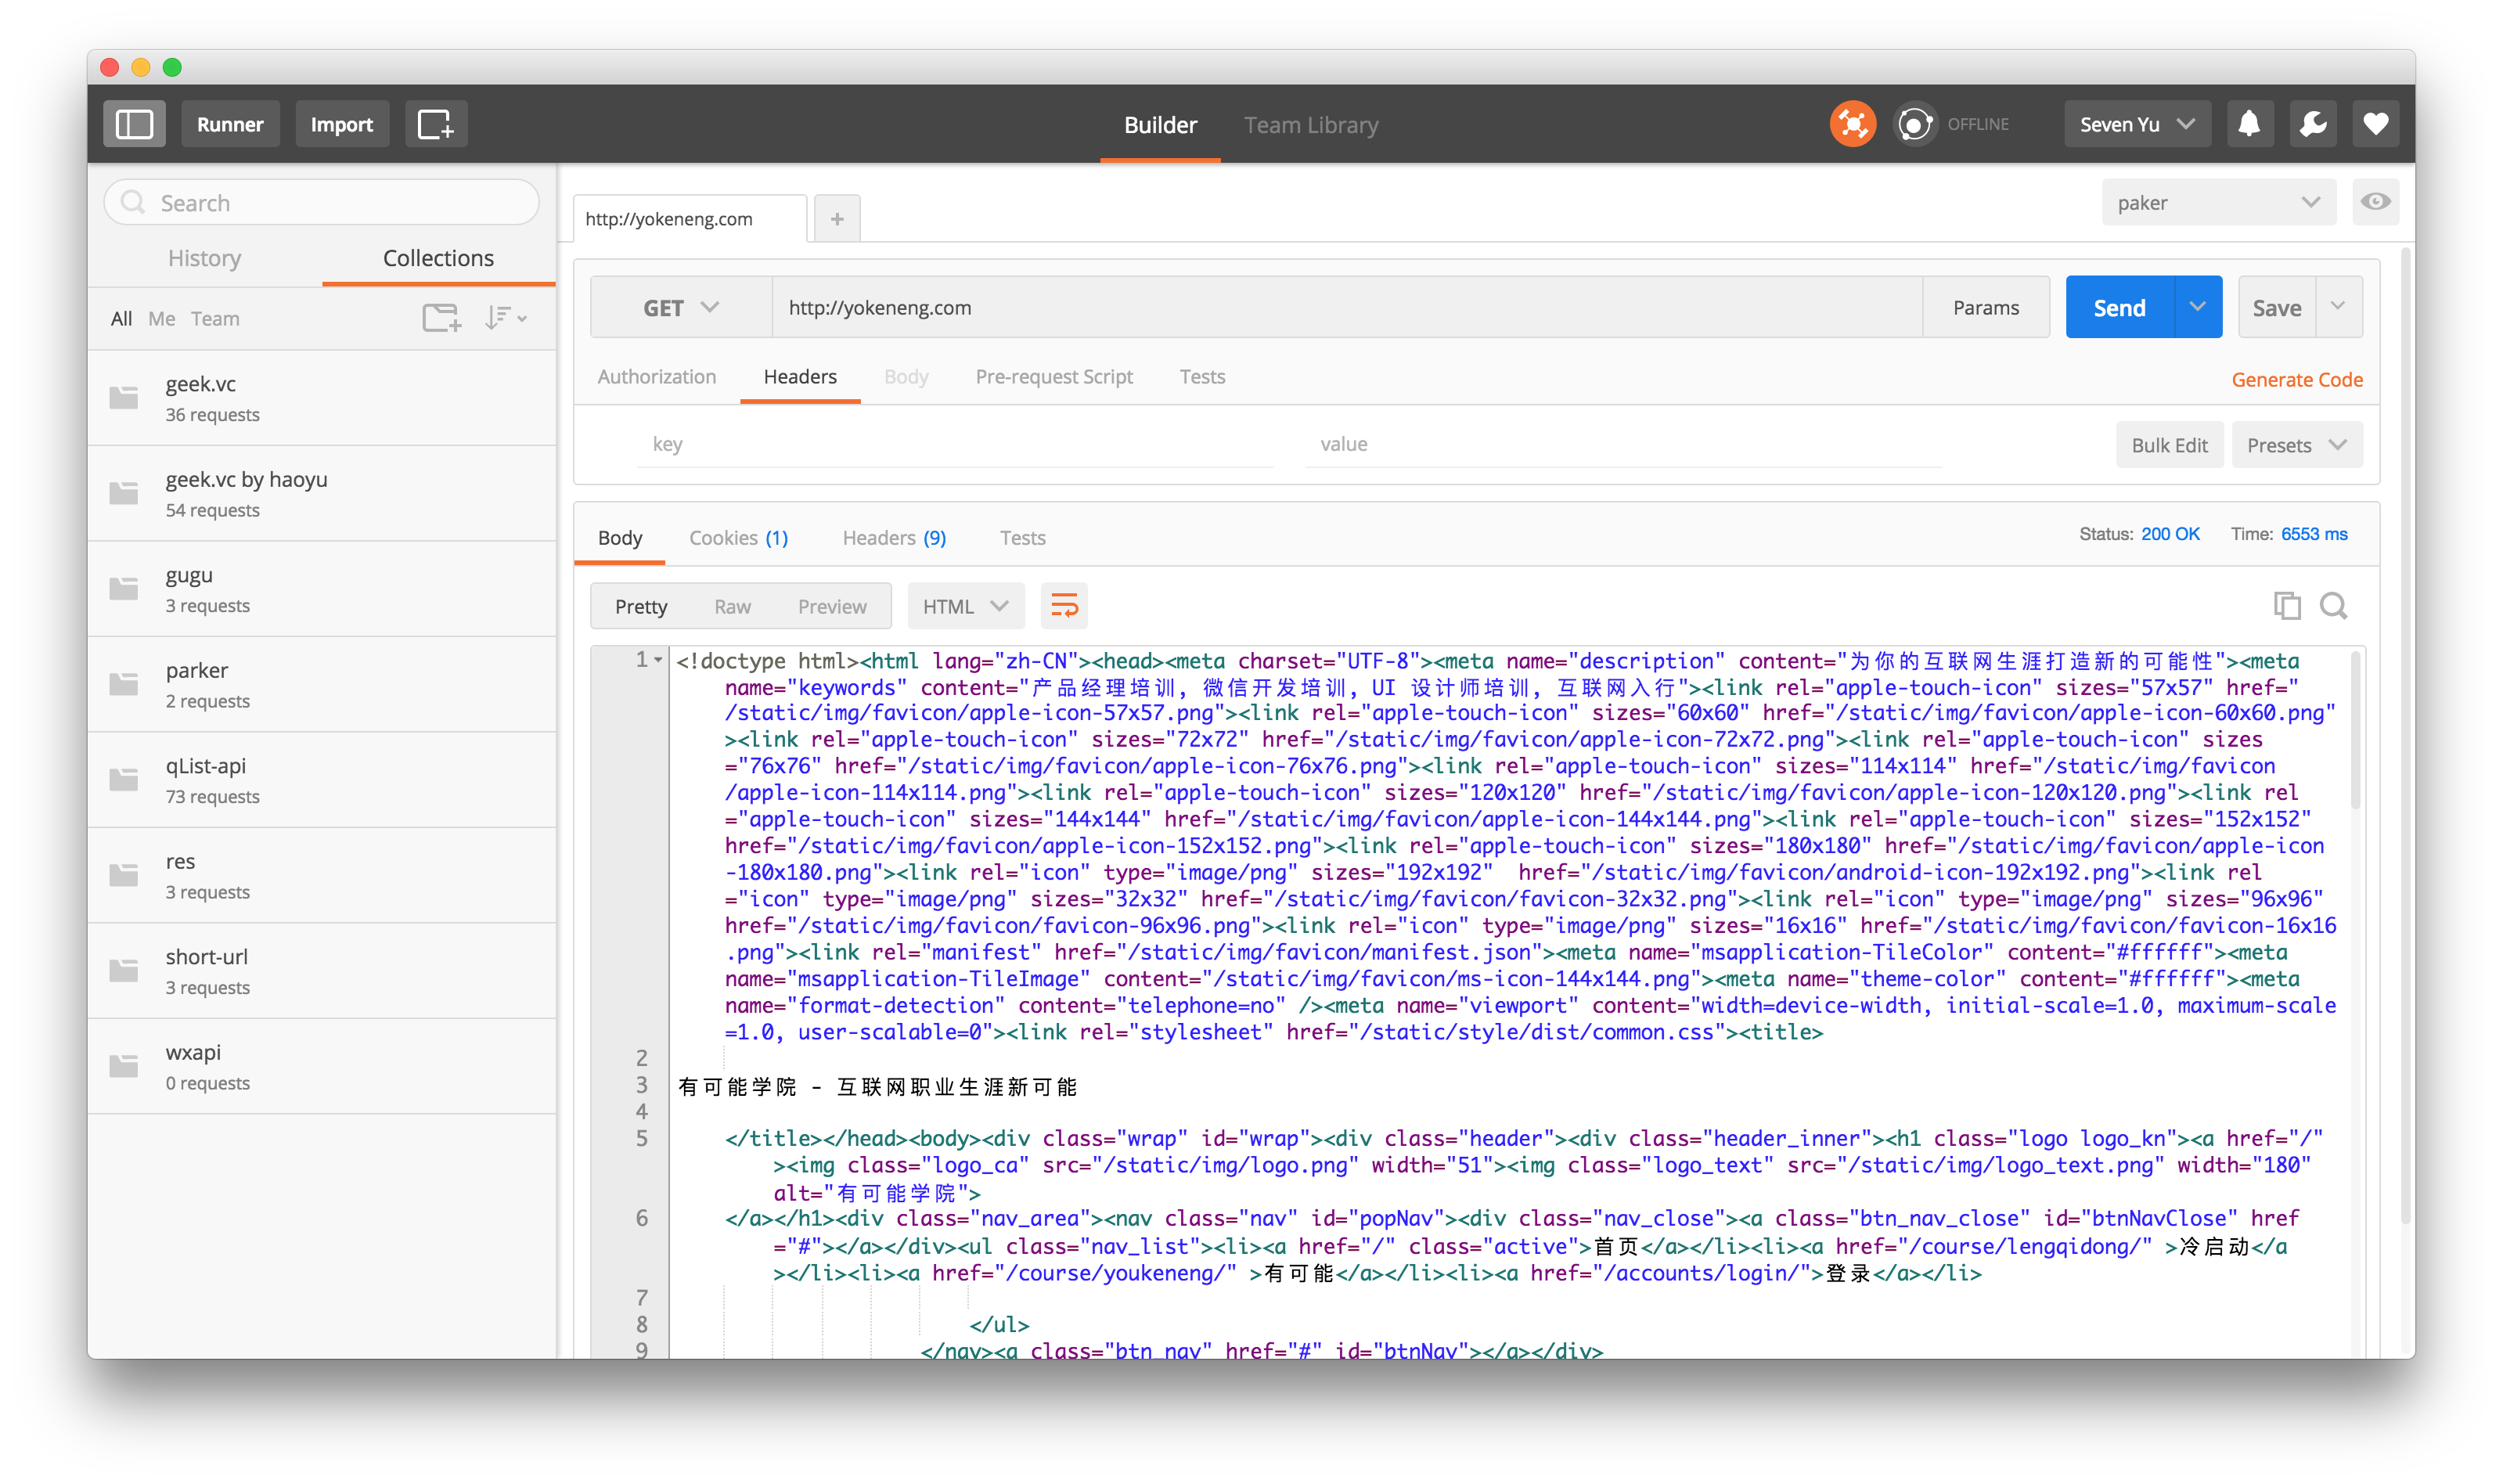 Runner
Import
Builder
Team Library
OFFLINE
Seven Yu
Search
History
Collections
All Me Team
geek.vc
36 requests
geek.vc by haoyu
54 requests
gugu
3 requests
parker
2 requests
qList-api
73 requests
res
3 requests
short-url
3 requests
wxapi
0 requests
http://yokeneng.com
+
paker
GET
http://yokeneng.com
Params
Send
Save
Authorization
Headers
Body
Pre-request Script
Tests
Generate Code
key
value
Bulk Edit
Presets
Body
Cookies (1)
Headers (9)
Tests
Status: 200 OK
Time: 6553 ms
Pretty
Raw
Preview
HTML
1 <!doctype html><html lang="zh-CN"><head><meta charset="UTF-8"><meta name="description" content="为你的互联网生涯打造新的可能性"><meta
name="keywords" content="产品经理培训, 微信开发培训, UI 设计师培训, 互联网入行"><link rel="apple-touch-icon" sizes="57x57" href="
/static/img/favicon/apple-icon-57x57.png"><link rel="apple-touch-icon" sizes="60x60" href="/static/img/favicon/apple-icon-60x60.png"
><link rel="apple-touch-icon" sizes="72x72" href="/static/img/favicon/apple-icon-72x72.png"><link rel="apple-touch-icon" sizes
="76x76" href="/static/img/favicon/apple-icon-76x76.png"><link rel="apple-touch-icon" sizes="114x114" href="/static/img/favicon
/apple-icon-114x114.png"><link rel="apple-touch-icon" sizes="120x120" href="/static/img/favicon/apple-icon-120x120.png"><link rel
="apple-touch-icon" sizes="144x144" href="/static/img/favicon/apple-icon-144x144.png"><link rel="apple-touch-icon" sizes="152x152"
href="/static/img/favicon/apple-icon-152x152.png"><link rel="apple-touch-icon" sizes="180x180" href="/static/img/favicon/apple-icon
-180x180.png"><link rel="icon" type="image/png" sizes="192x192"  href="/static/img/favicon/android-icon-192x192.png"><link rel
="icon" type="image/png" sizes="32x32" href="/static/img/favicon/favicon-32x32.png"><link rel="icon" type="image/png" sizes="96x96"
href="/static/img/favicon/favicon-96x96.png"><link rel="icon" type="image/png" sizes="16x16" href="/static/img/favicon/favicon-16x16
.png"><link rel="manifest" href="/static/img/favicon/manifest.json"><meta name="msapplication-TileColor" content="#ffffff"><meta
name="msapplication-TileImage" content="/static/img/favicon/ms-icon-144x144.png"><meta name="theme-color" content="#ffffff"><meta
name="format-detection" content="telephone=no" /><meta name="viewport" content="width=device-width, initial-scale=1.0, maximum-scale
=1.0, user-scalable=0"><link rel="stylesheet" href="/static/style/dist/common.css"><title>
2
3 有可能学院 - 互联网职业生涯新可能
4
5 </title></head><body><div class="wrap" id="wrap"><div class="header"><div class="header_inner"><h1 class="logo logo_kn"><a href="/"
><img class="logo_ca" src="/static/img/logo.png" width="51"><img class="logo_text" src="/static/img/logo_text.png" width="180"
alt="有可能学院">
6 </a></h1><div class="nav_area"><nav class="nav" id="popNav"><div class="nav_close"><a class="btn_nav_close" id="btnNavClose" href
="#"></a></div><ul class="nav_list"><li><a href="/" class="active">首页</a></li><li><a href="/course/lengqidong/" >冷启动</a
></li><li><a href="/course/youkeneng/" >有可能</a></li><li><a href="/accounts/login/">登录</a></li>
7
8 </ul>
9 </nav><a class="btn_nav" href="#" id="btnNav"></a></div>